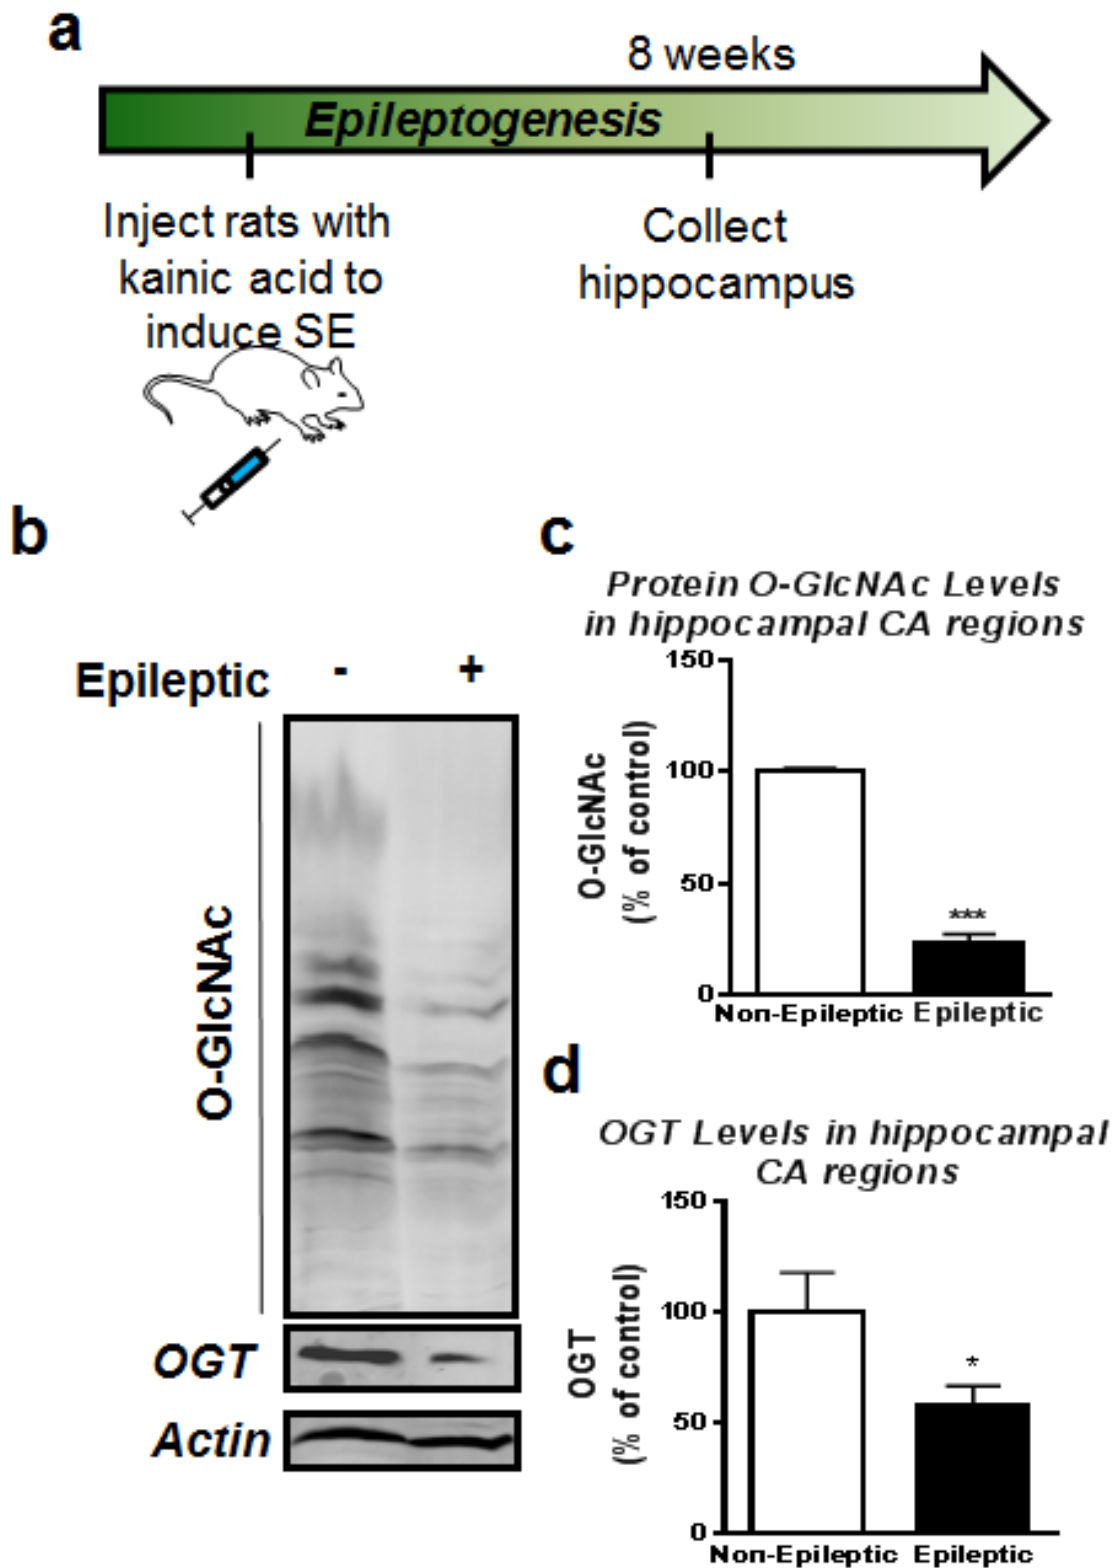 a
8 weeks
Epileptogenesis
Inject rats with
kainic acid to
induce SE
Collect
hippocampus
b
Epileptic - +
O-GlcNAc
OGT
Actin
c
Protein O-GlcNAc Levels
in hippocampal CA regions
O-GlcNAc
(% of control)
150
100
50
0
***
Non-Epileptic Epileptic
d
OGT Levels in hippocampal
CA regions
OGT
(% of control)
150
100
50
0
*
Non-Epileptic Epileptic